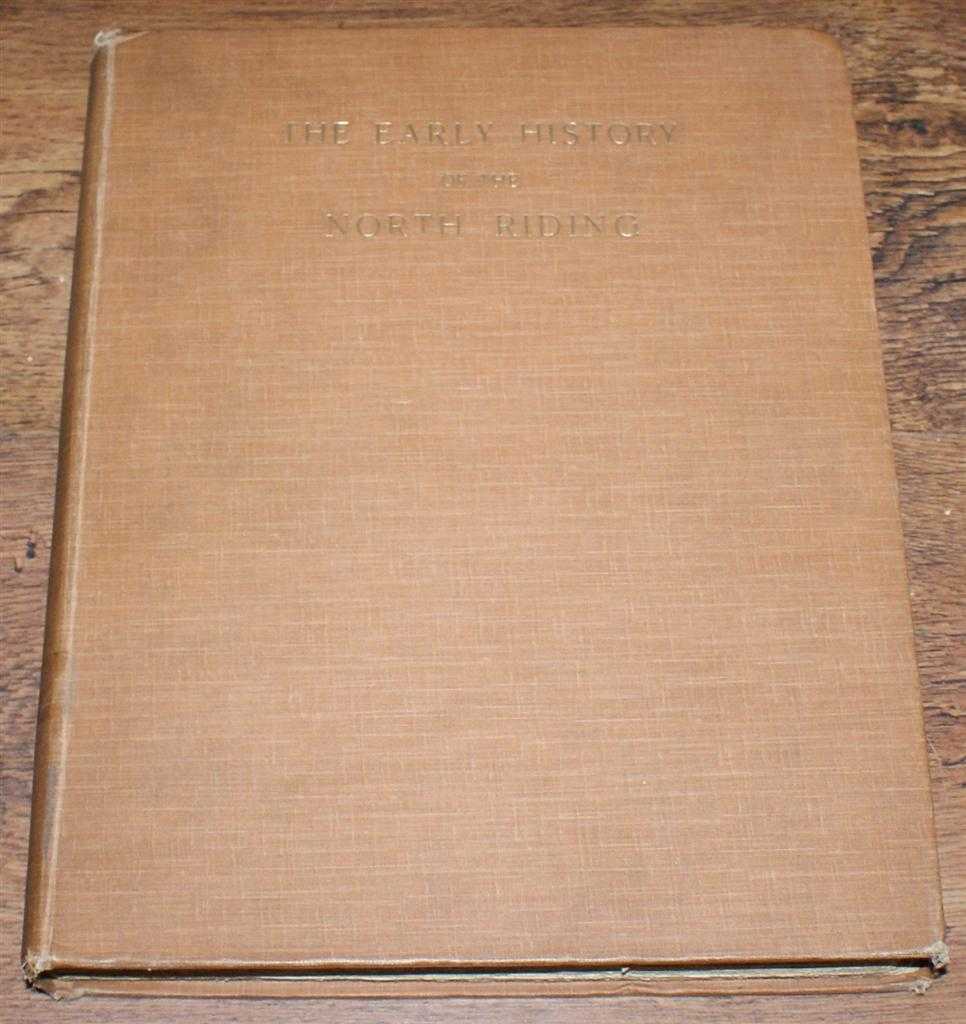 THE EARLY HISTORY
OF THE
NORTH RIDING